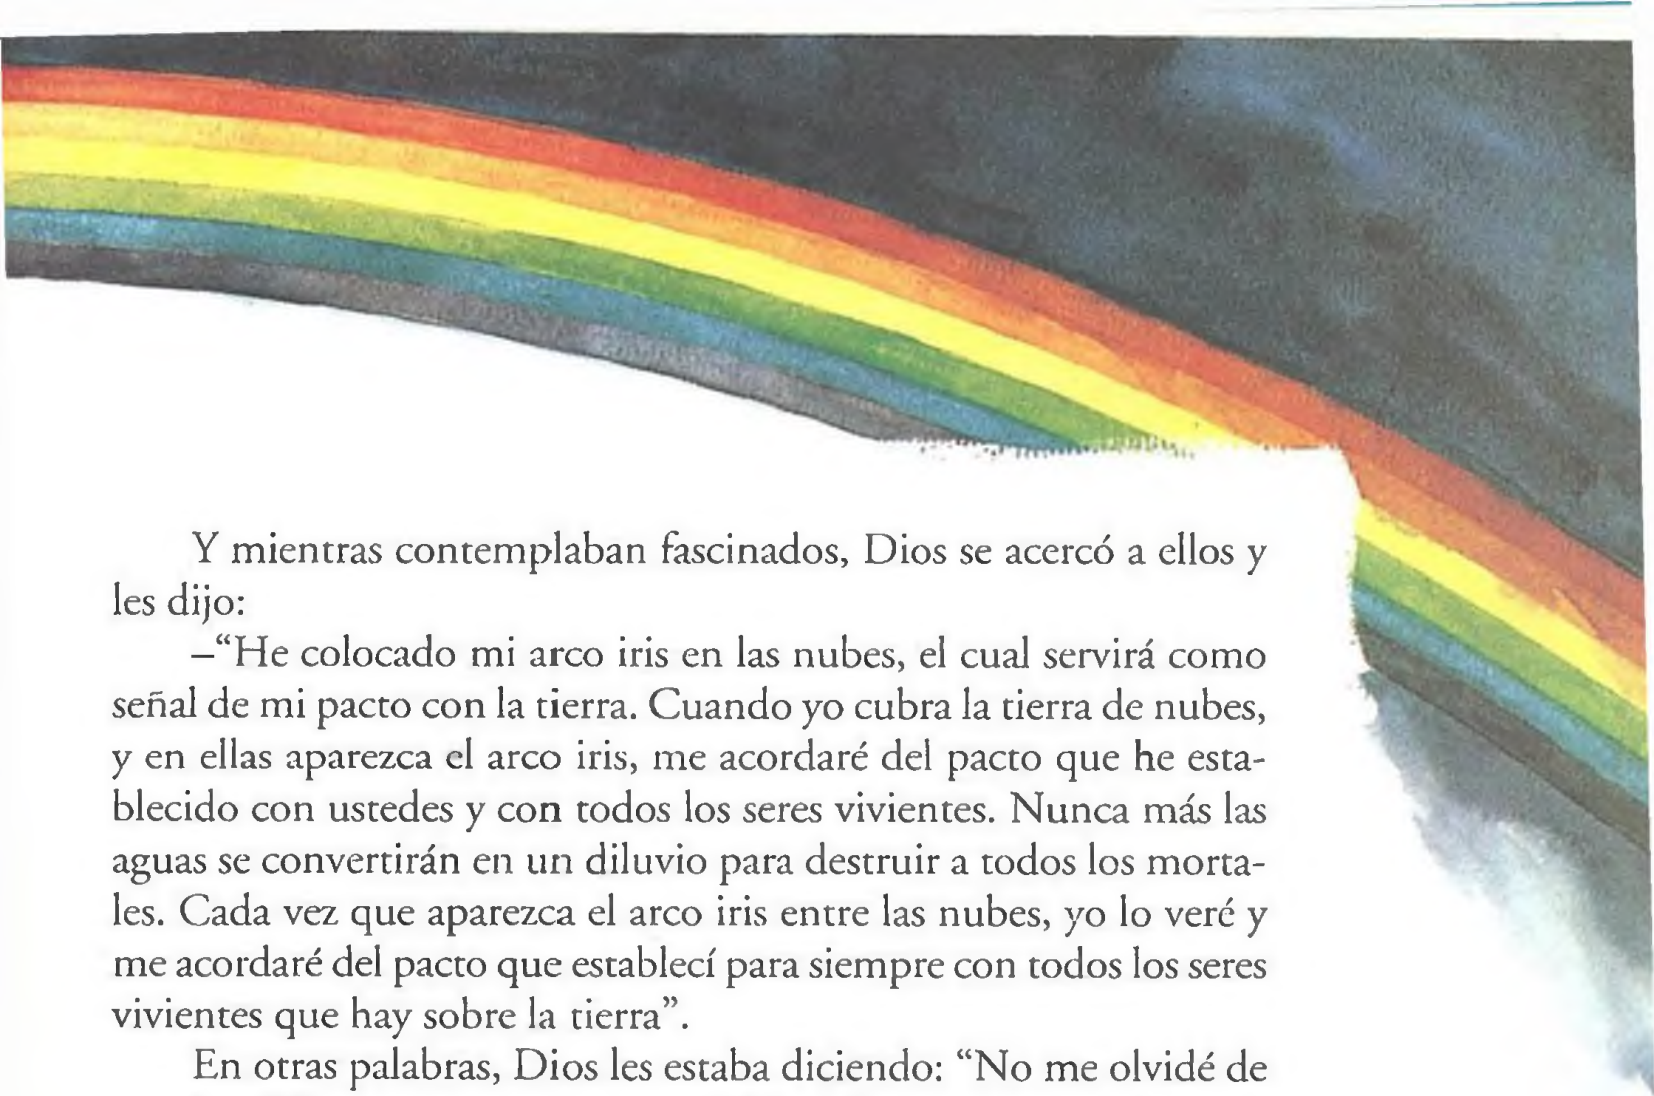 Y mientras contemplaban fascinados, Dios se acercó a ellos y
les dijo:
–“He colocado mi arco iris en las nubes, el cual servirá como
señal de mi pacto con la tierra. Cuando yo cubra la tierra de nubes,
y en ellas aparezca el arco iris, me acordaré del pacto que he esta-
blecido con ustedes y con todos los seres vivientes. Nunca más las
aguas se convertirán en un diluvio para destruir a todos los morta-
les. Cada vez que aparezca el arco iris entre las nubes, yo lo veré y
me acordaré del pacto que establecí para siempre con todos los seres
vivientes que hay sobre la tierra”.
En otras palabras, Dios les estaba diciendo: “No me olvidé de